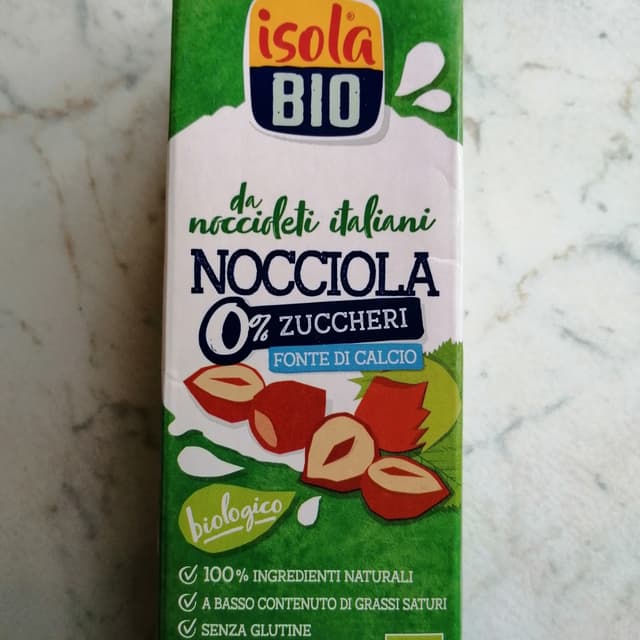 isola®
BIO
da
noccioleti italiani
NOCCIOLA
0% ZUCCHERI
FONTE DI CALCIO
biologico
100% INGREDIENTI NATURALI
A BASSO CONTENUTO DI GRASSI SATURI
SENZA GLUTINE